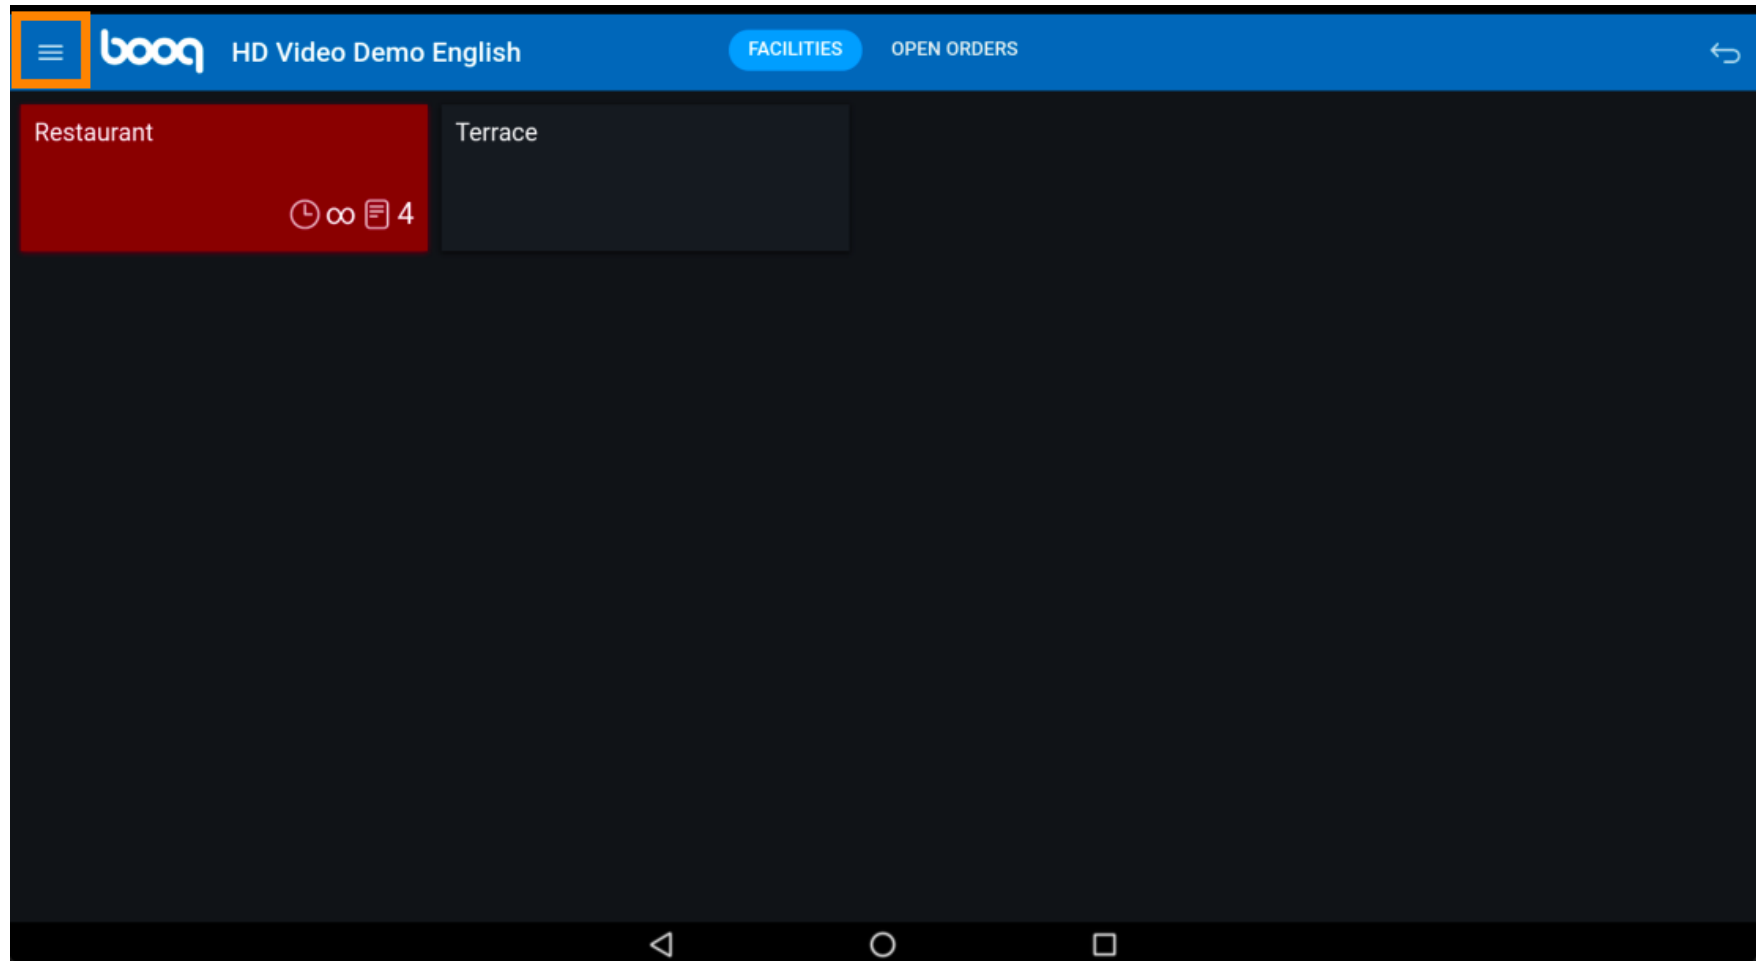 booq HD Video Demo English FACILITIES OPEN ORDERS
Restaurant
∞ 4
Terrace